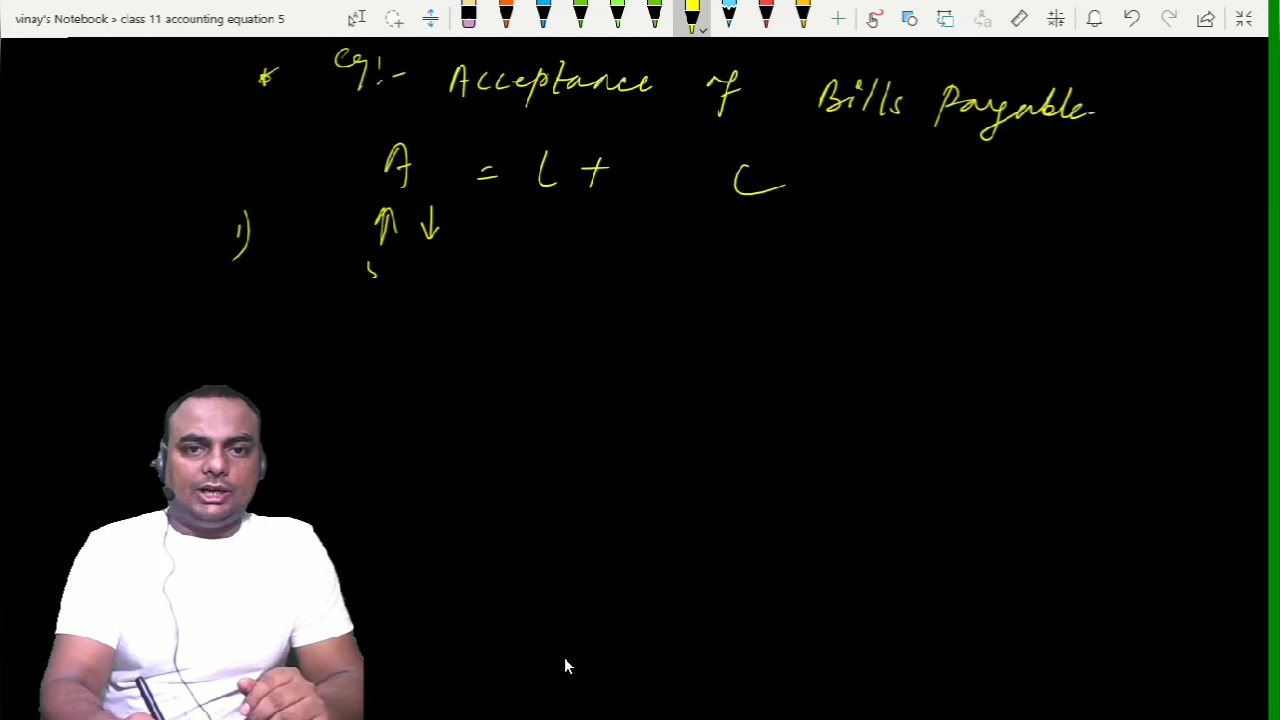 vinay's Notebook > class 11 accounting equation 5
* eg:- Acceptance of Bills Payable
A = L + C
1) ↑ ↓